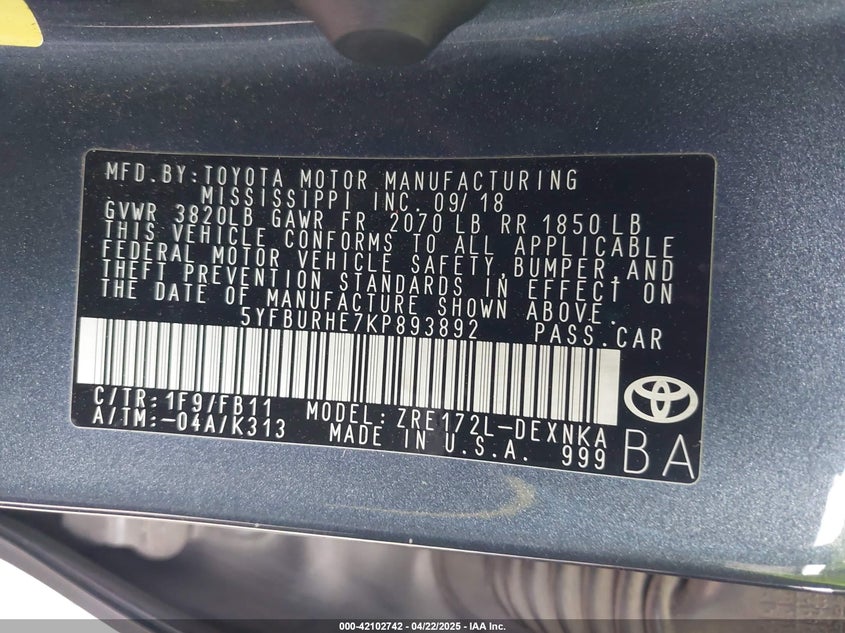 MFD.BY:TOYOTA MOTOR MANUFACTURING
MISSISSIPPI INC. 09/18
GVWR 3820LB GAWR FR 2070 LB RR 1850 LB
THIS VEHICLE CONFORMS TO ALL APPLICABLE
FEDERAL MOTOR VEHICLE SAFETY,BUMPER,AND
THEFT PREVENTION STANDARDS IN EFFECT ON
THE DATE OF MANUFACTURE SHOWN ABOVE.
5YFBURHE7KP893892 PASS.CAR
C/TR:1F9/FB11 MODEL:ZRE172L-DEXNKA
A/TM:-04A/K313 MADE IN U.S.A. 999
BA
000-42102742 - 04/22/2025 - IAA Inc.